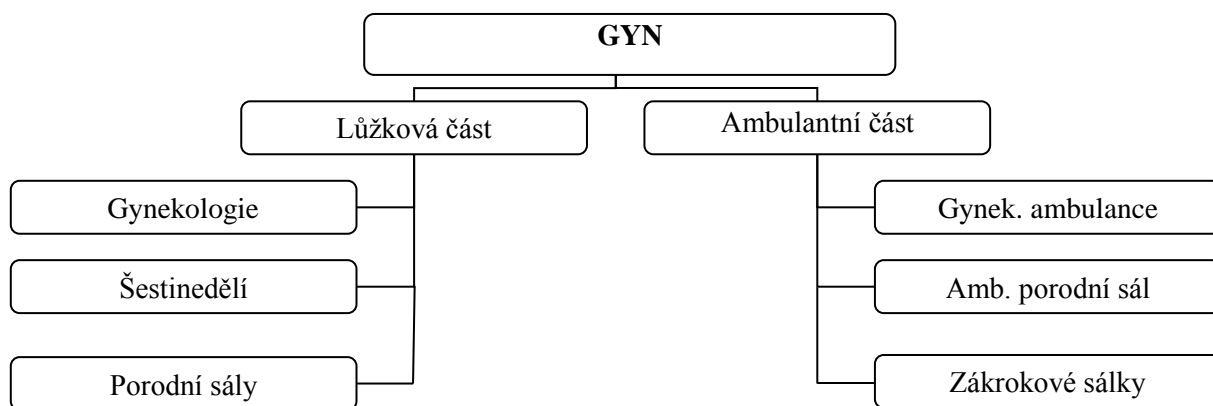 GYN
Lůžková část
Ambulantní část
Gynekologie
Gynek. ambulance
Šestinedělí
Amb. porodní sál
Porodní sály
Zákrokové sálky